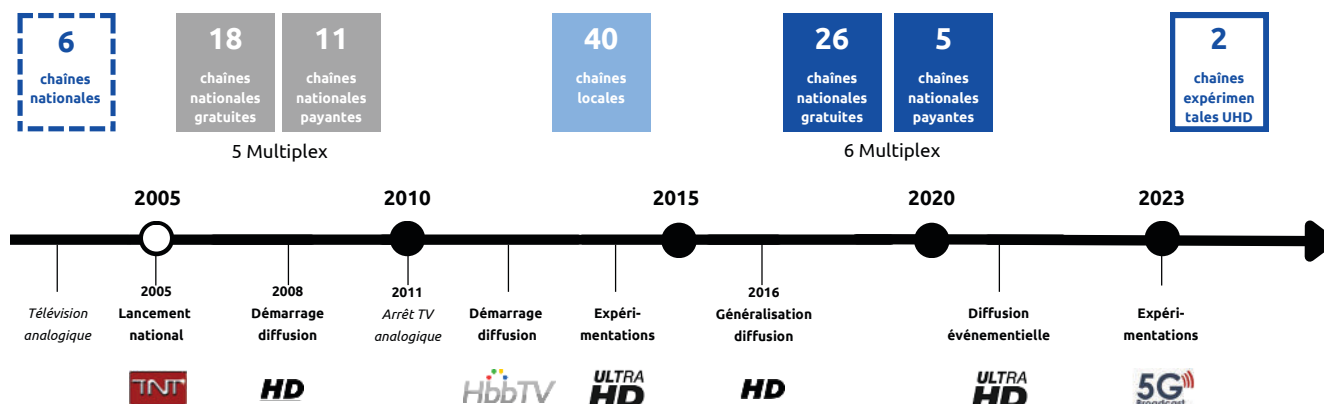 6
chaînes
nationales
18
chaînes
nationales
gratuites
11
chaînes
nationales
payantes
5 Multiplex
40
chaînes
locales
26
chaînes
nationales
gratuites
5
chaînes
nationales
payantes
6 Multiplex
2
chaînes
expérimen
tales UHD
2005
2010
2015
2020
2023
Télévision
analogique
2005
Lancement
national
TNT
2008
Démarrage
diffusion
HD
2011
Arrêt TV
analogique
Démarrage
diffusion
HbbTV
Expéri-
mentations
ULTRA
HD
2016
Généralisation
diffusion
HD
Diffusion
événementielle
ULTRA
HD
Expéri-
mentations
5G
Broadcast